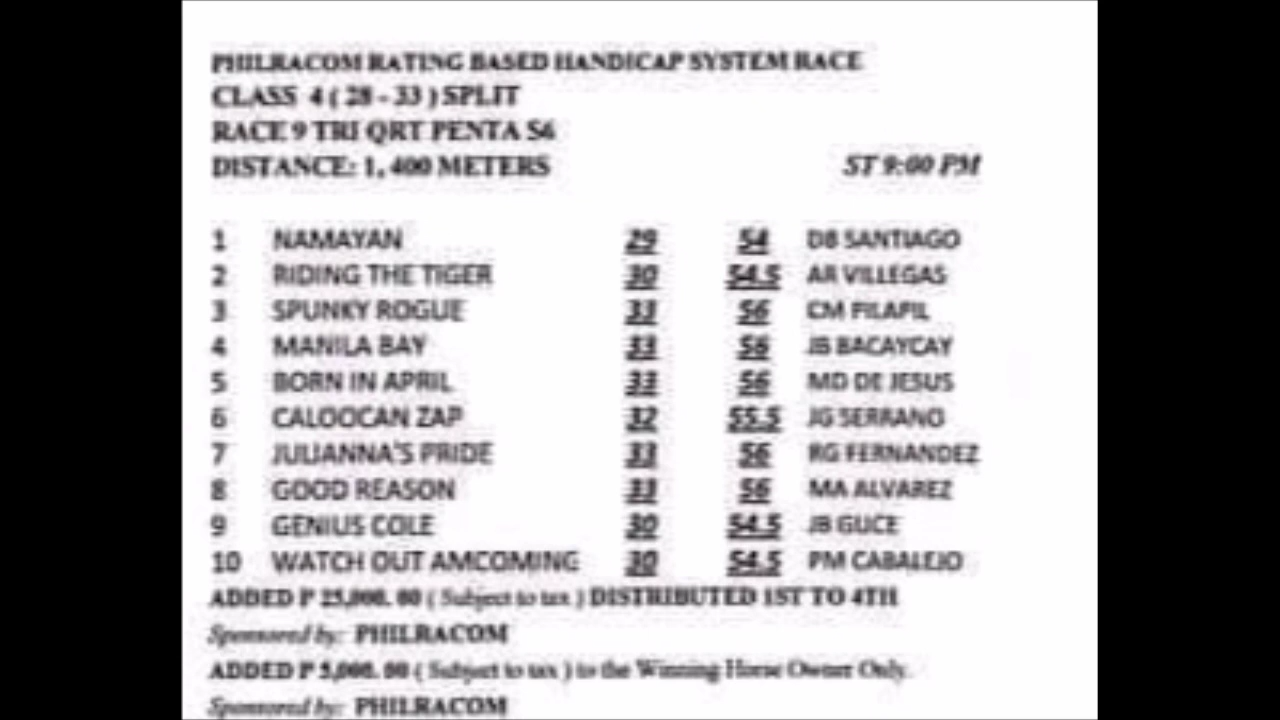 PHILRACOM RATING BASED HANDICAP SYSTEM RACE
CLASS 4 ( 28 - 33 ) SPLIT
RACE 9 TRI QRT PENTA S6
DISTANCE: 1, 400 METERS ST 9:00 PM
1 NAMAYAN 29 54 DB SANTIAGO
2 RIDING THE TIGER 30 54.5 AR VILLEGAS
3 SPUNKY ROGUE 33 56 CM PILAPIL
4 MANILA BAY 33 56 JB BACAYCAY
5 BORN IN APRIL 33 56 MD DE JESUS
6 CALOOCAN ZAP 32 55.5 JG SERRANO
7 JULIANNA'S PRIDE 33 56 RG FERNANDEZ
8 GOOD REASON 33 56 MA ALVAREZ
9 GENIUS COLE 30 54.5 JB GUCE
10 WATCH OUT AMCOMING 30 54.5 PM CABALEJO
ADDED P 25,000. 00 ( Subject to tax ) DISTRIBUTED 1ST TO 4TH
Sponsored by: PHILRACOM
ADDED P 5,000. 00 ( Subject to tax ) to the Winning Horse Owner Only.
Sponsored by: PHILRACOM